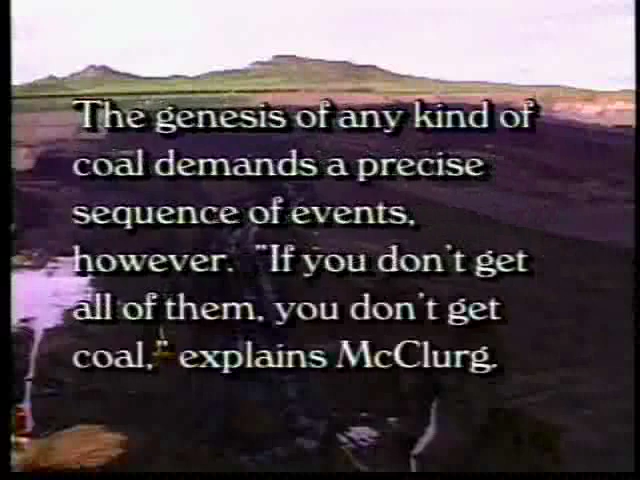 The genesis of any kind of
coal demands a precise
sequence of events,
however.  "If you don't get
all of them, you don't get
coal," explains McClurg.